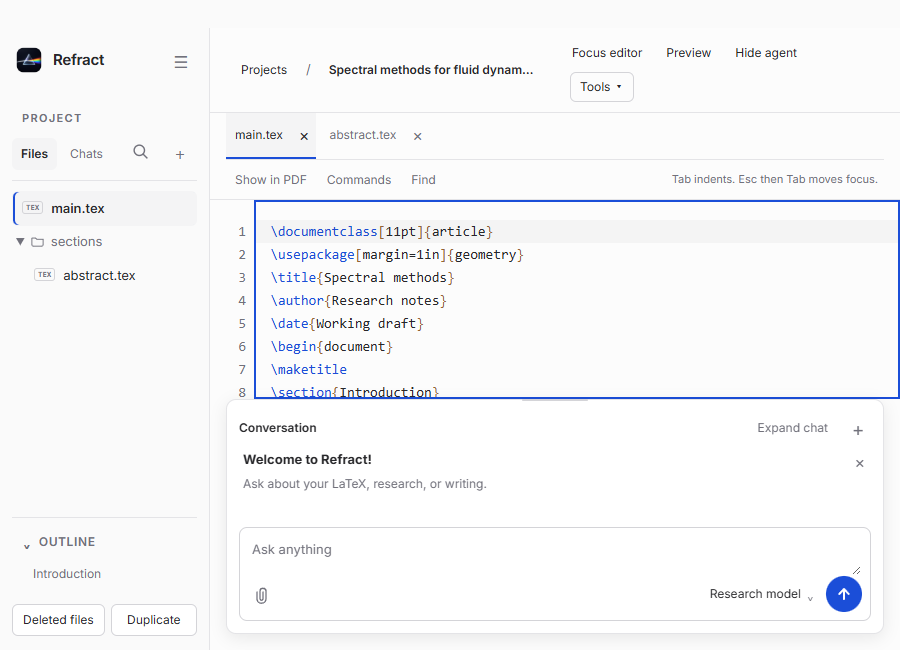 Refract
PROJECT
Files Chats
TEX main.tex
sections
TEX abstract.tex
OUTLINE
Introduction
Deleted files Duplicate
Projects / Spectral methods for fluid dynam...
Focus editor Preview Hide agent
Tools
main.tex × abstract.tex ×
Show in PDF Commands Find Tab indents. Esc then Tab moves focus.
1 \documentclass[11pt]{article}
2 \usepackage[margin=1in]{geometry}
3 \title{Spectral methods}
4 \author{Research notes}
5 \date{Working draft}
6 \begin{document}
7 \maketitle
8 \section{Introduction}
Conversation Expand chat +
Welcome to Refract! ×
Ask about your LaTeX, research, or writing.
Ask anything
Research model